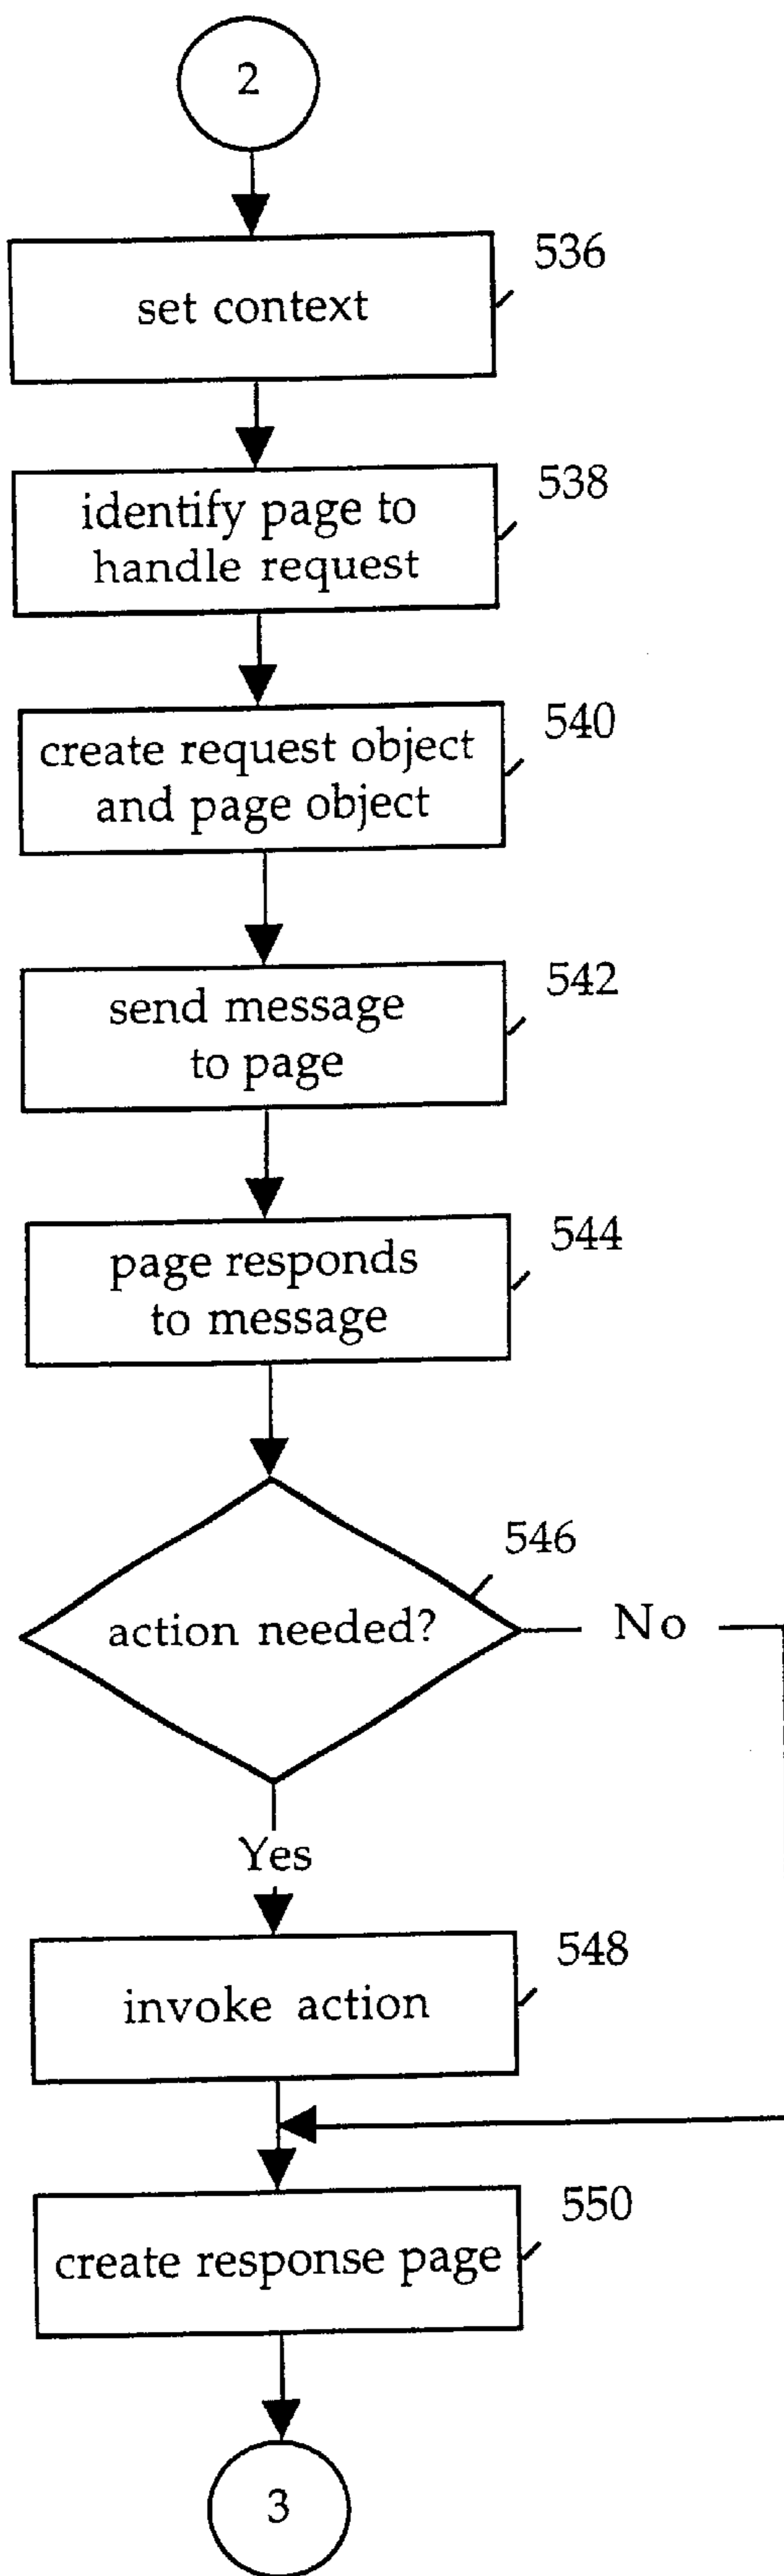 2
536
set context
538
identify page to
handle request
540
create request object
and page object
542
send message
to page
544
page responds
to message
546
action needed?
No
Yes
548
invoke action
550
create response page
3